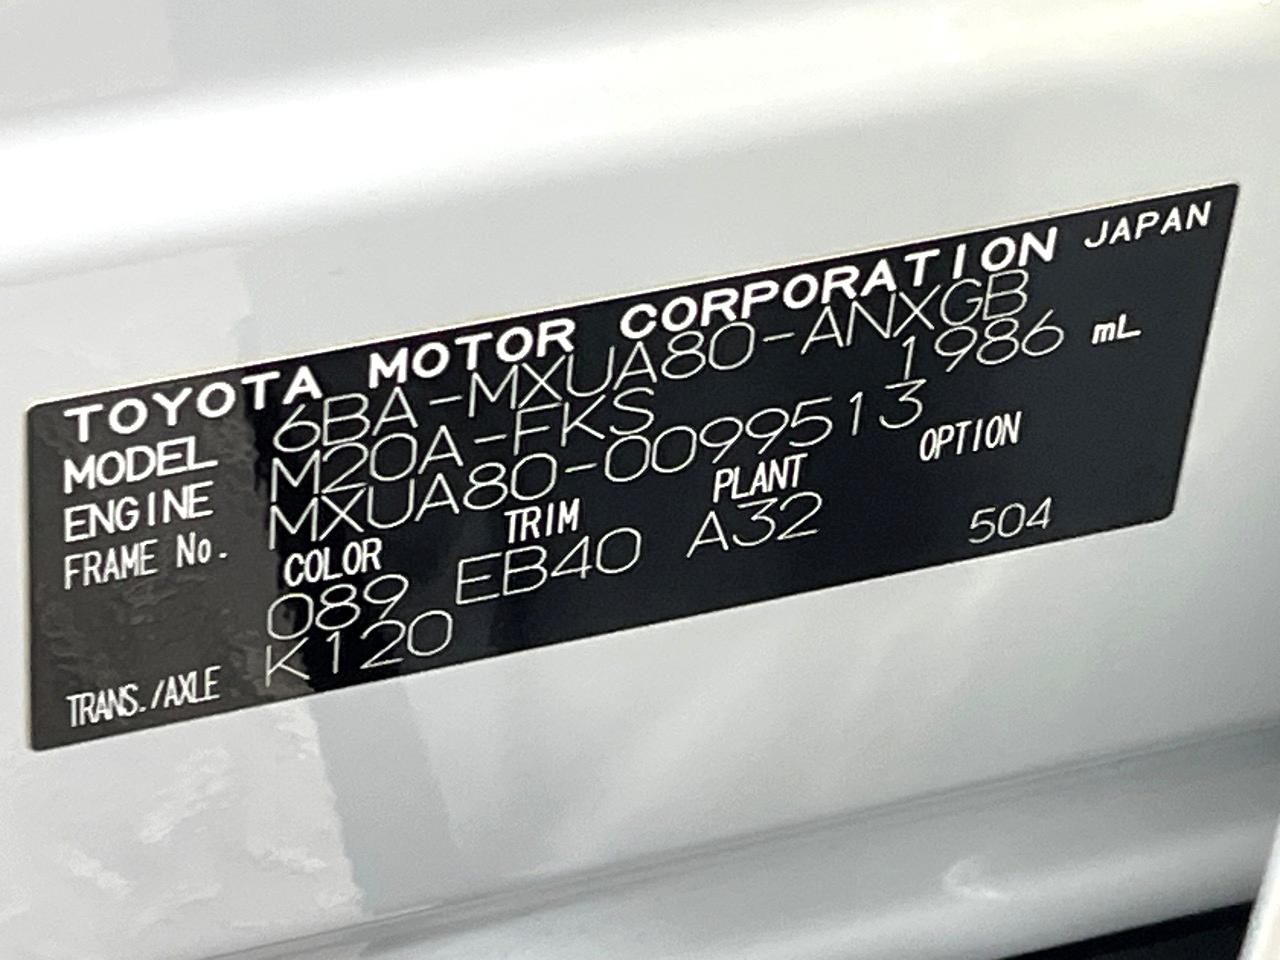 TOYOTA MOTOR CORPORATION JAPAN
MODEL 6BA-MXUA80-ANXGB
ENGINE M20A-FKS 1986 mL
FRAME No. MXUA80-0099513
COLOR TRIM PLANT OPTION
089 EB40 A32 504
TRANS./AXLE K120